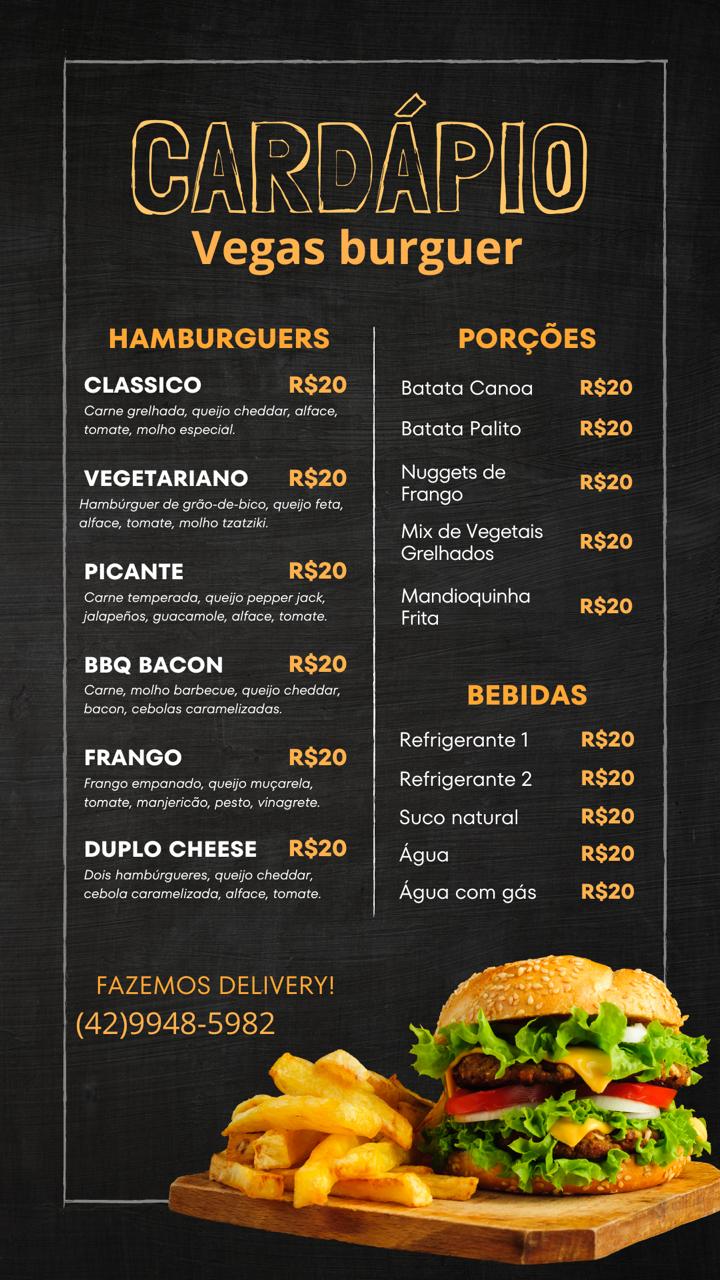 CARDÁPIO
Vegas burguer
HAMBURGUERS
CLASSICO R$20
Carne grelhada, queijo cheddar, alface,
tomate, molho especial.
VEGETARIANO R$20
Hambúrguer de grão-de-bico, queijo feta,
alface, tomate, molho tzatziki.
PICANTE R$20
Carne temperada, queijo pepper jack,
jalapeños, guacamole, alface, tomate.
BBQ BACON R$20
Carne, molho barbecue, queijo cheddar,
bacon, cebolas caramelizadas.
FRANGO R$20
Frango empanado, queijo muçarela,
tomate, manjericão, pesto, vinagrete.
DUPLO CHEESE R$20
Dois hambúrgueres, queijo cheddar,
cebola caramelizada, alface, tomate.
PORÇÕES
Batata Canoa R$20
Batata Palito R$20
Nuggets de
Frango R$20
Mix de Vegetais
Grelhados R$20
Mandioquinha
Frita R$20
BEBIDAS
Refrigerante 1 R$20
Refrigerante 2 R$20
Suco natural R$20
Água R$20
Água com gás R$20
FAZEMOS DELIVERY!
(42)9948-5982